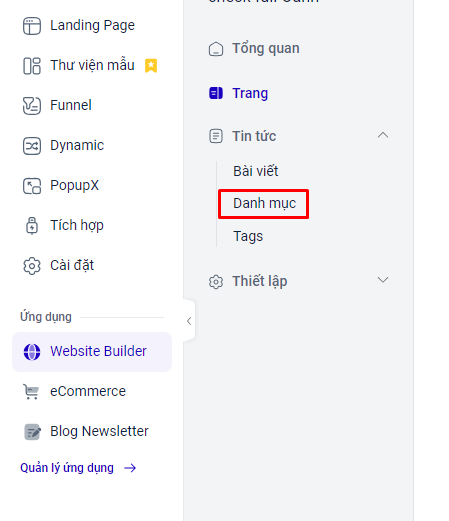 Landing Page
Thư viện mẫu
Funnel
Dynamic
PopupX
Tích hợp
Cài đặt
Ứng dụng
Website Builder
eCommerce
Blog Newsletter
Quản lý ứng dụng
Tổng quan
Trang
Tin tức
Bài viết
Danh mục
Tags
Thiết lập